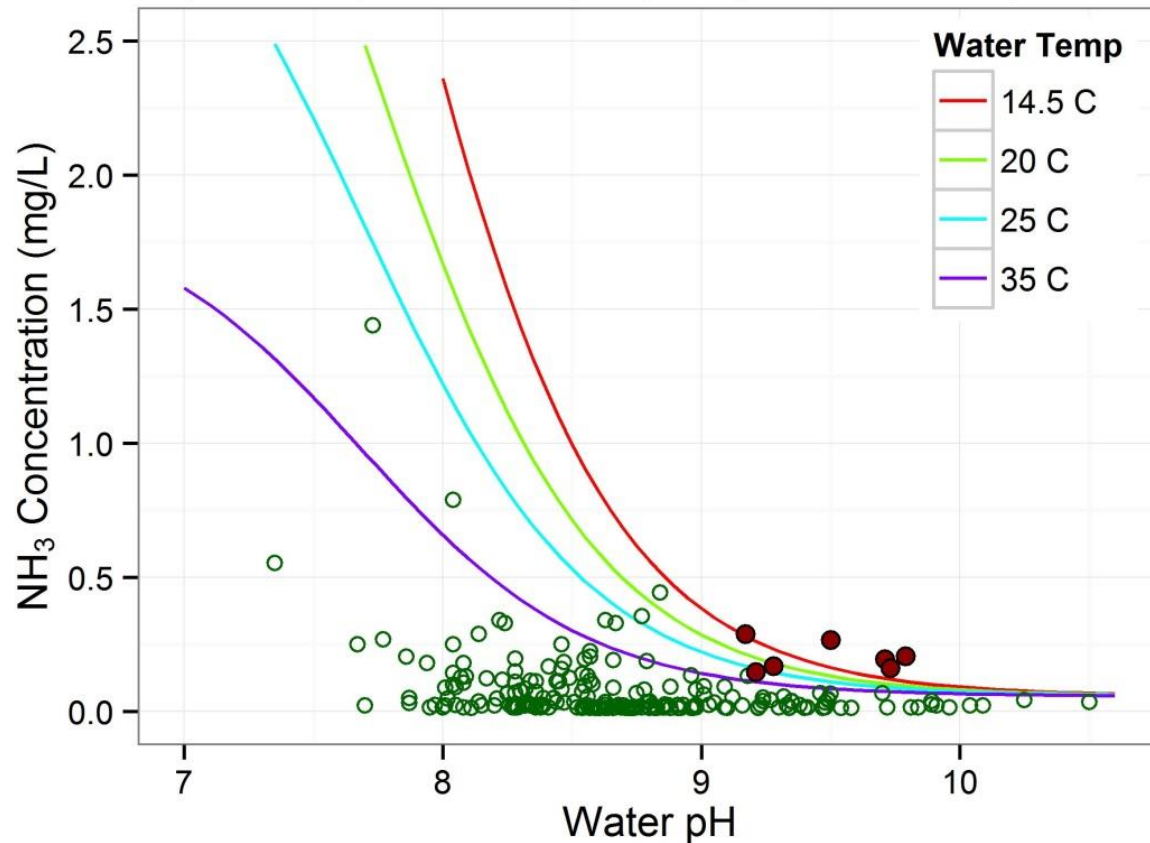 NH₃ Concentration (mg/L)
2.5
2.0
1.5
1.0
0.5
0.0
7 8 9 10
Water pH
Water Temp
14.5 C
20 C
25 C
35 C